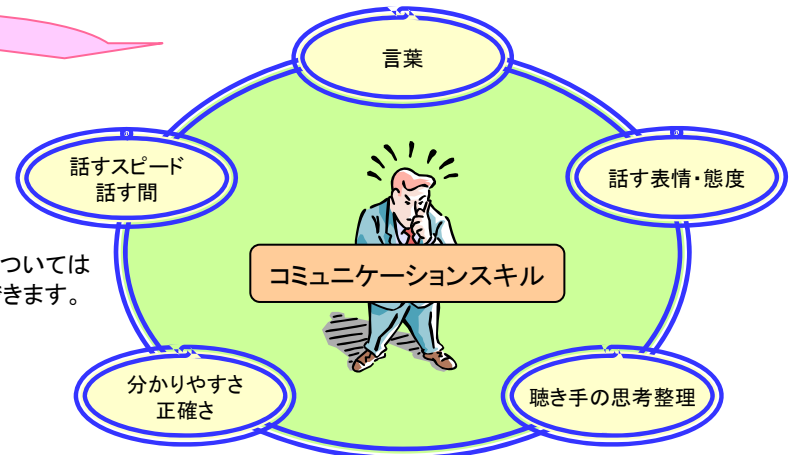 言葉
話すスピード
話す間
話す表情・態度
ついては
きます。
コミュニケーションスキル
分かりやすさ
正確さ
聴き手の思考整理